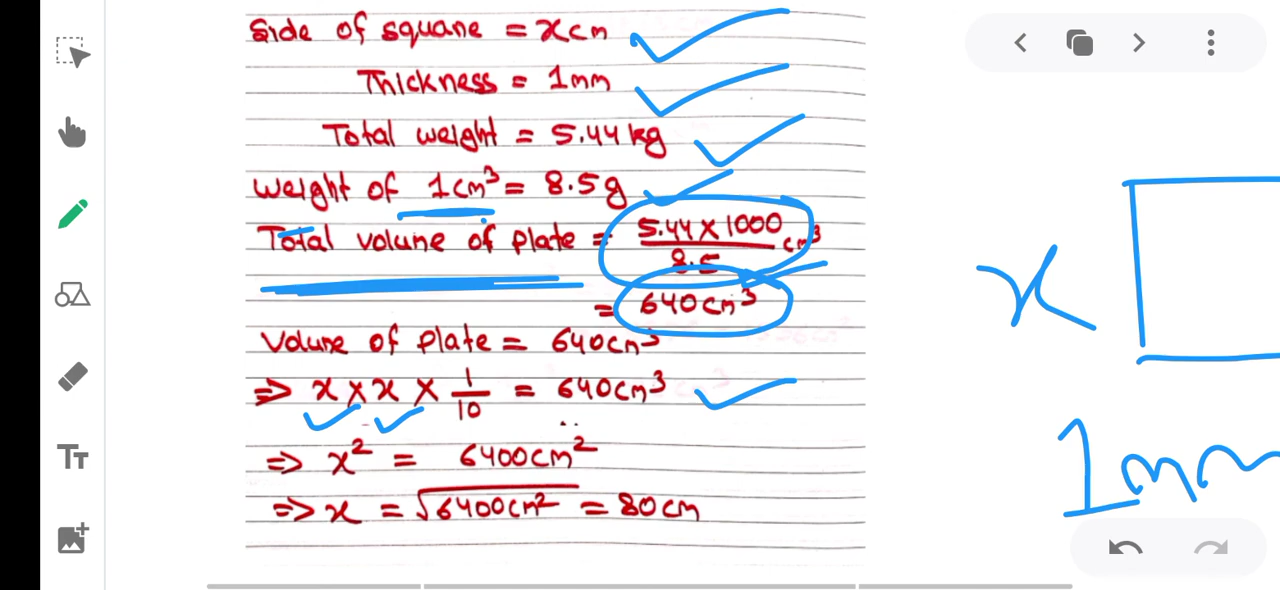 Side of square = x cm
Thickness = 1mm
Total weight = 5.44 kg
Weight of 1cm³ = 8.5g
Total volume of plate = 5.44 × 1000 / 8.5 cm³
= 640cm³
Volume of plate = 640cm³
⇒ x × x × 1/10 = 640cm³
⇒ x² = 6400cm²
⇒ x = √6400cm² = 80cm
x
1mm
TT